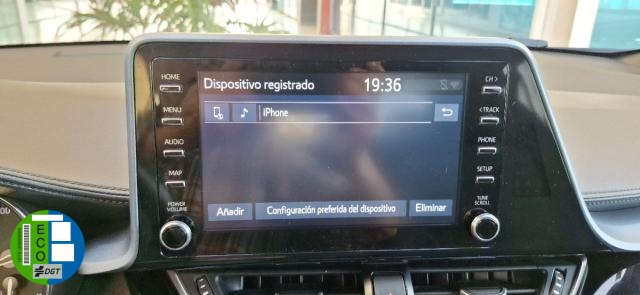 HOME
MENU
AUDIO
MAP
POWER
VOLUME
Dispositivo registrado 19:36
iPhone
Añadir Configuración preferida del dispositivo Eliminar
CH >
< TRACK
PHONE
SETUP
TUNE
SCROLL
ECO
DGT